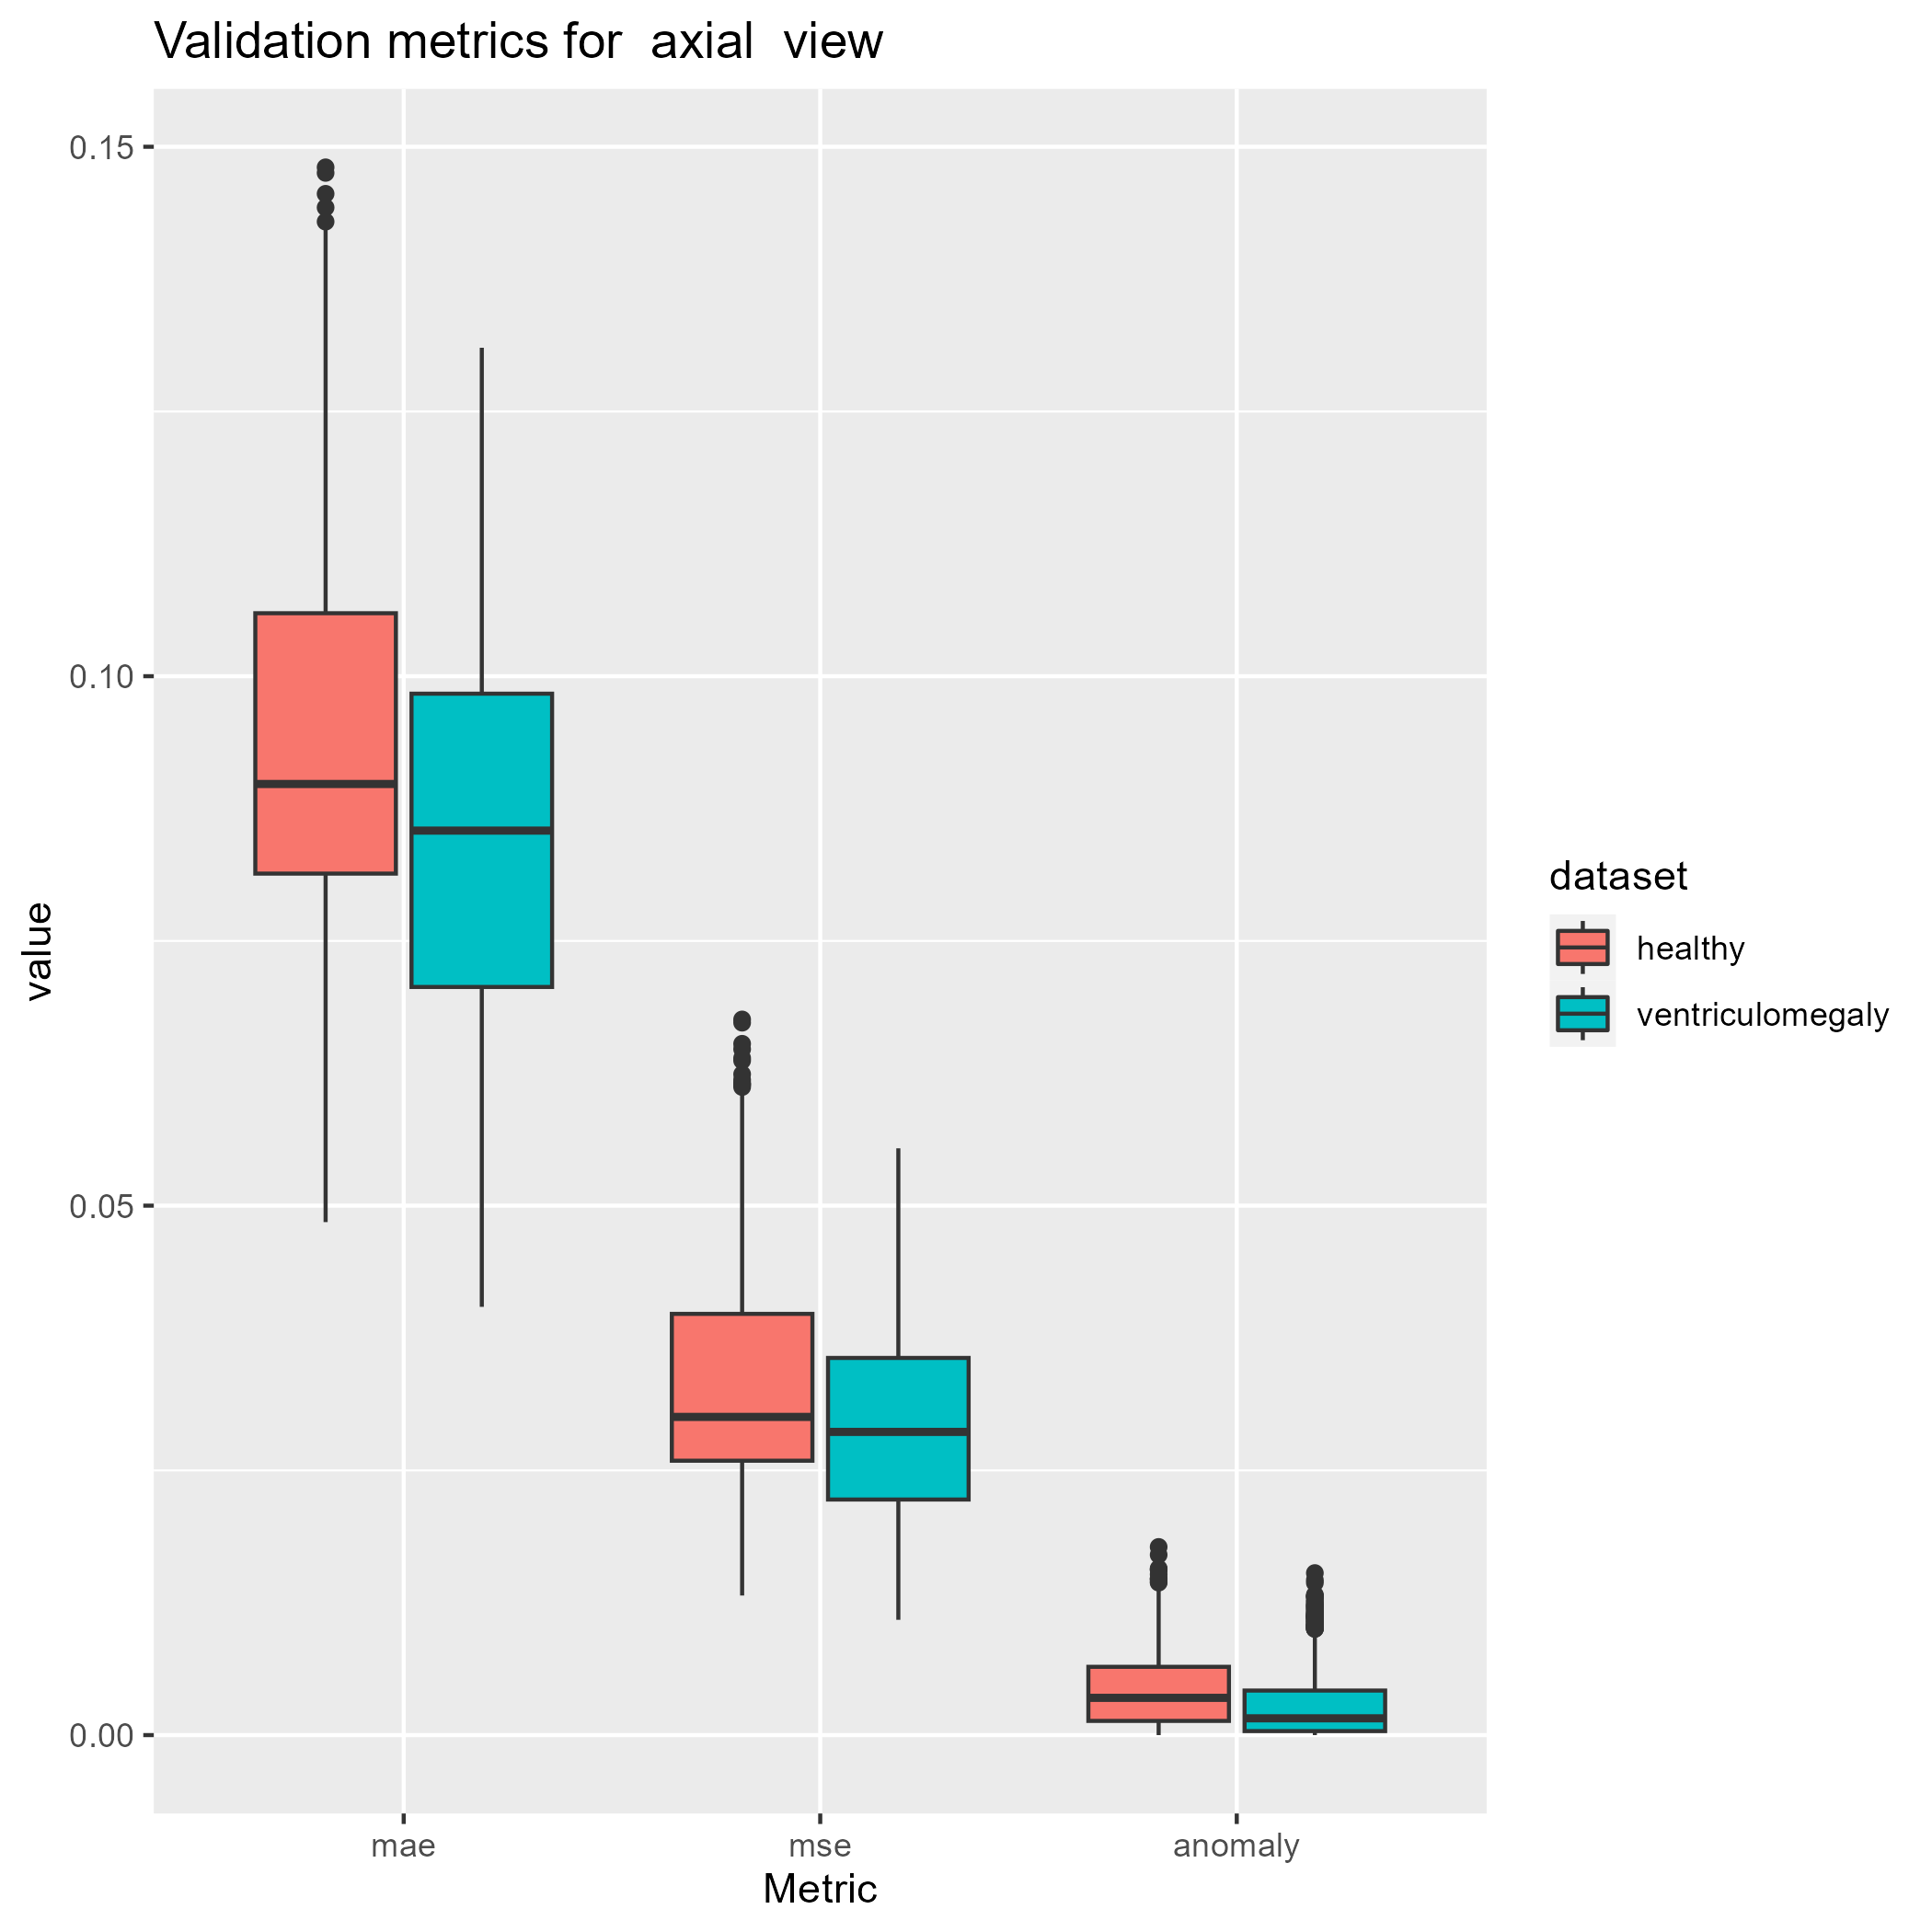 Validation metrics for  axial  view
0.15
0.10
0.05
0.00
value
mae
mse
anomaly
Metric
dataset
healthy
ventriculomegaly